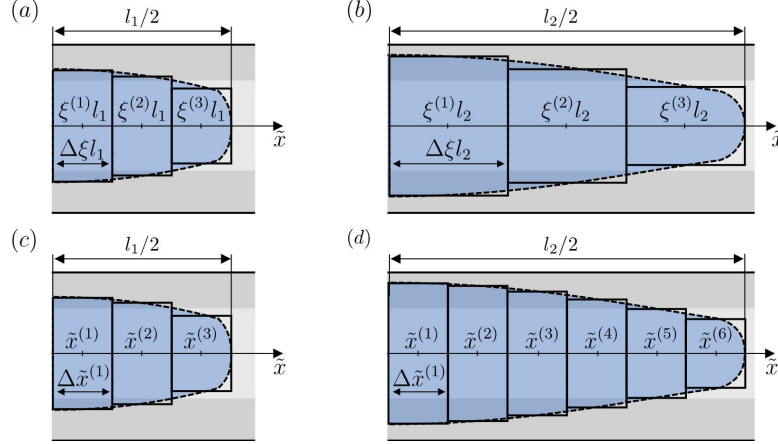 (a) l₁/2
ξ⁽¹⁾l₁ ξ⁽²⁾l₁ ξ⁽³⁾l₁
x̃
Δξl₁
(b) l₂/2
ξ⁽¹⁾l₂ ξ⁽²⁾l₂ ξ⁽³⁾l₂
x̃
Δξl₂
(c) l₁/2
x̃⁽¹⁾ x̃⁽²⁾ x̃⁽³⁾
x̃
Δx̃⁽¹⁾
(d) l₂/2
x̃⁽¹⁾ x̃⁽²⁾ x̃⁽³⁾ x̃⁽⁴⁾ x̃⁽⁵⁾ x̃⁽⁶⁾
x̃
Δx̃⁽¹⁾